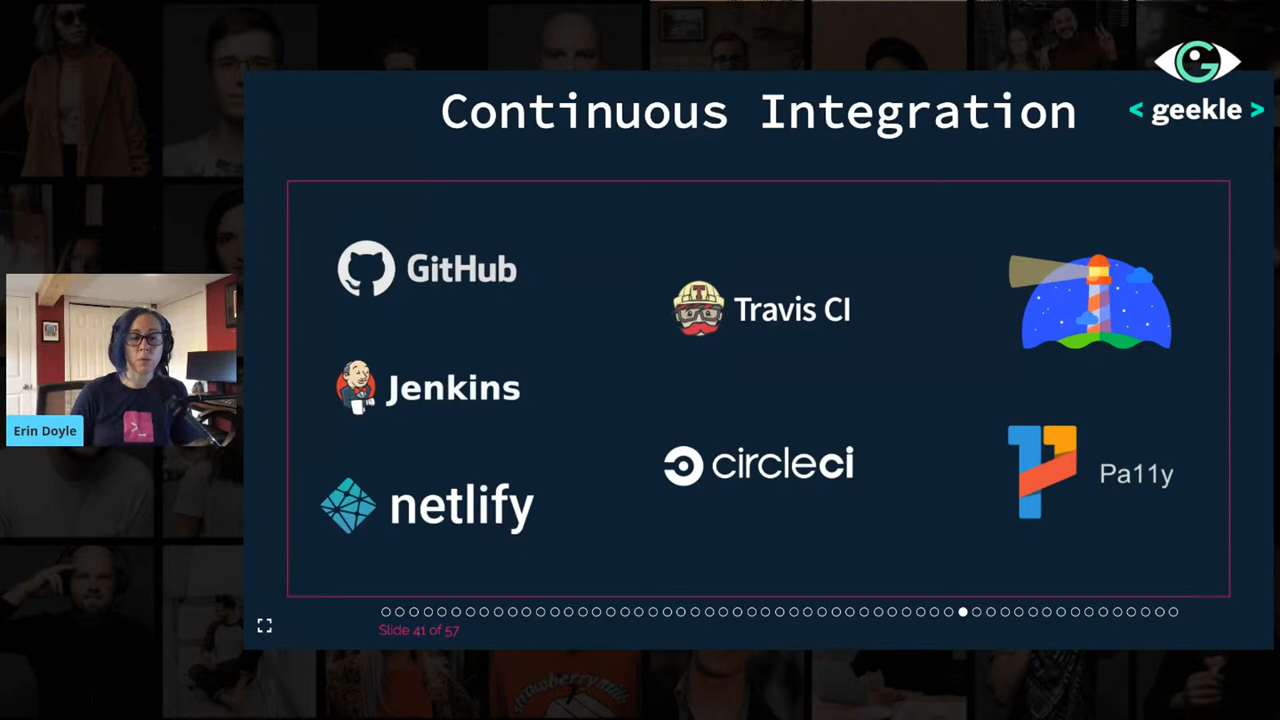 Continuous Integration
< geekle >
GitHub
Travis CI
Jenkins
circleci
Pa11y
netlify
Erin Doyle
Slide 41 of 57